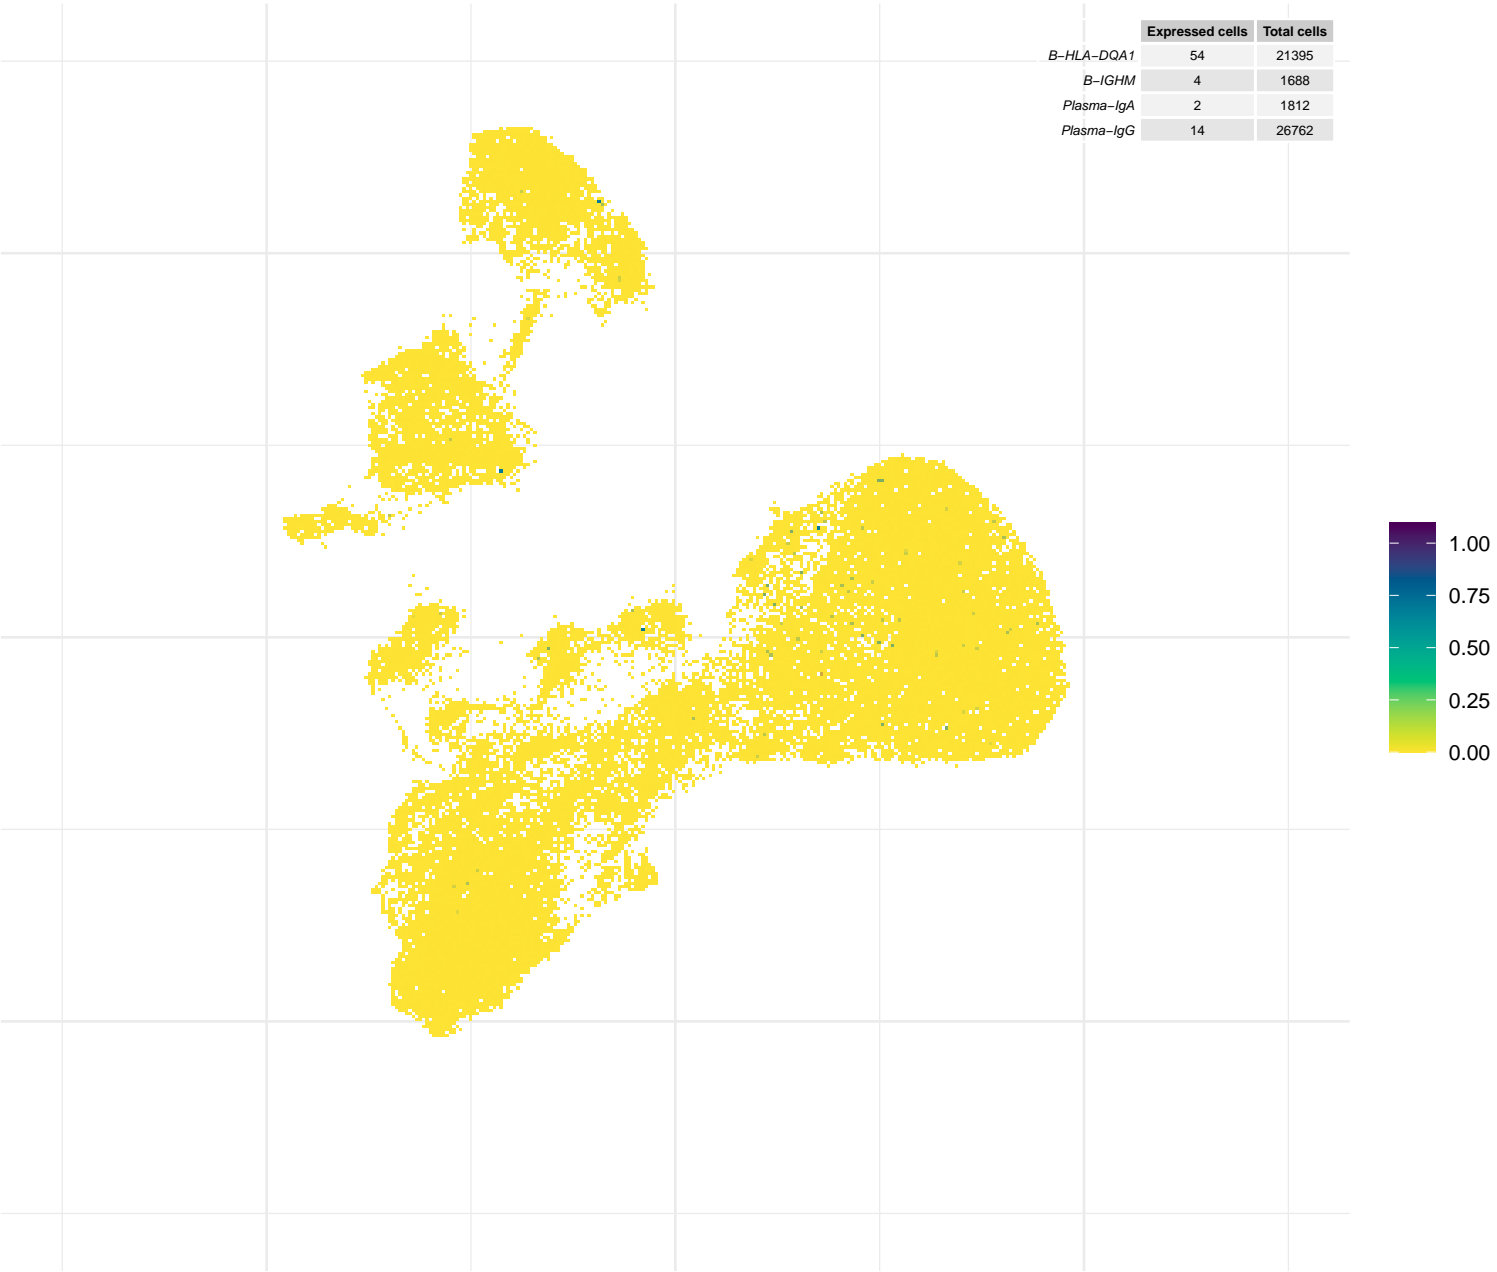 Expressed cells Total cells
B−HLA−DQA1 54 21395
B−IGHM 4 1688
Plasma−IgA 2 1812
Plasma−IgG 14 26762
1.00
0.75
0.50
0.25
0.00